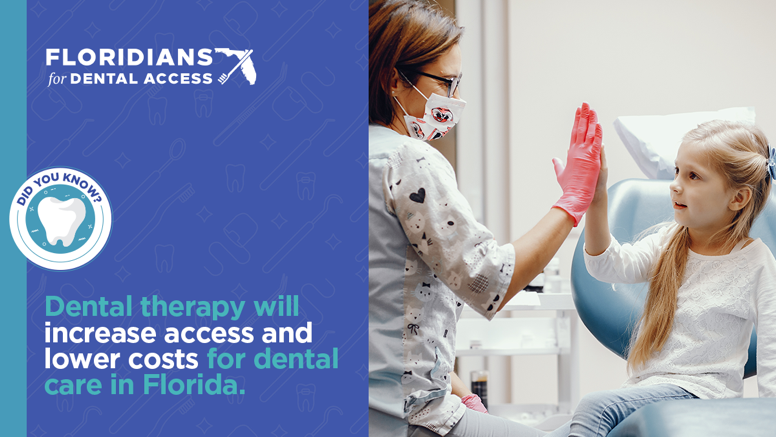 FLORIDIANS
for DENTAL ACCESS
DID YOU KNOW?
Dental therapy will
increase access and
lower costs for dental
care in Florida.